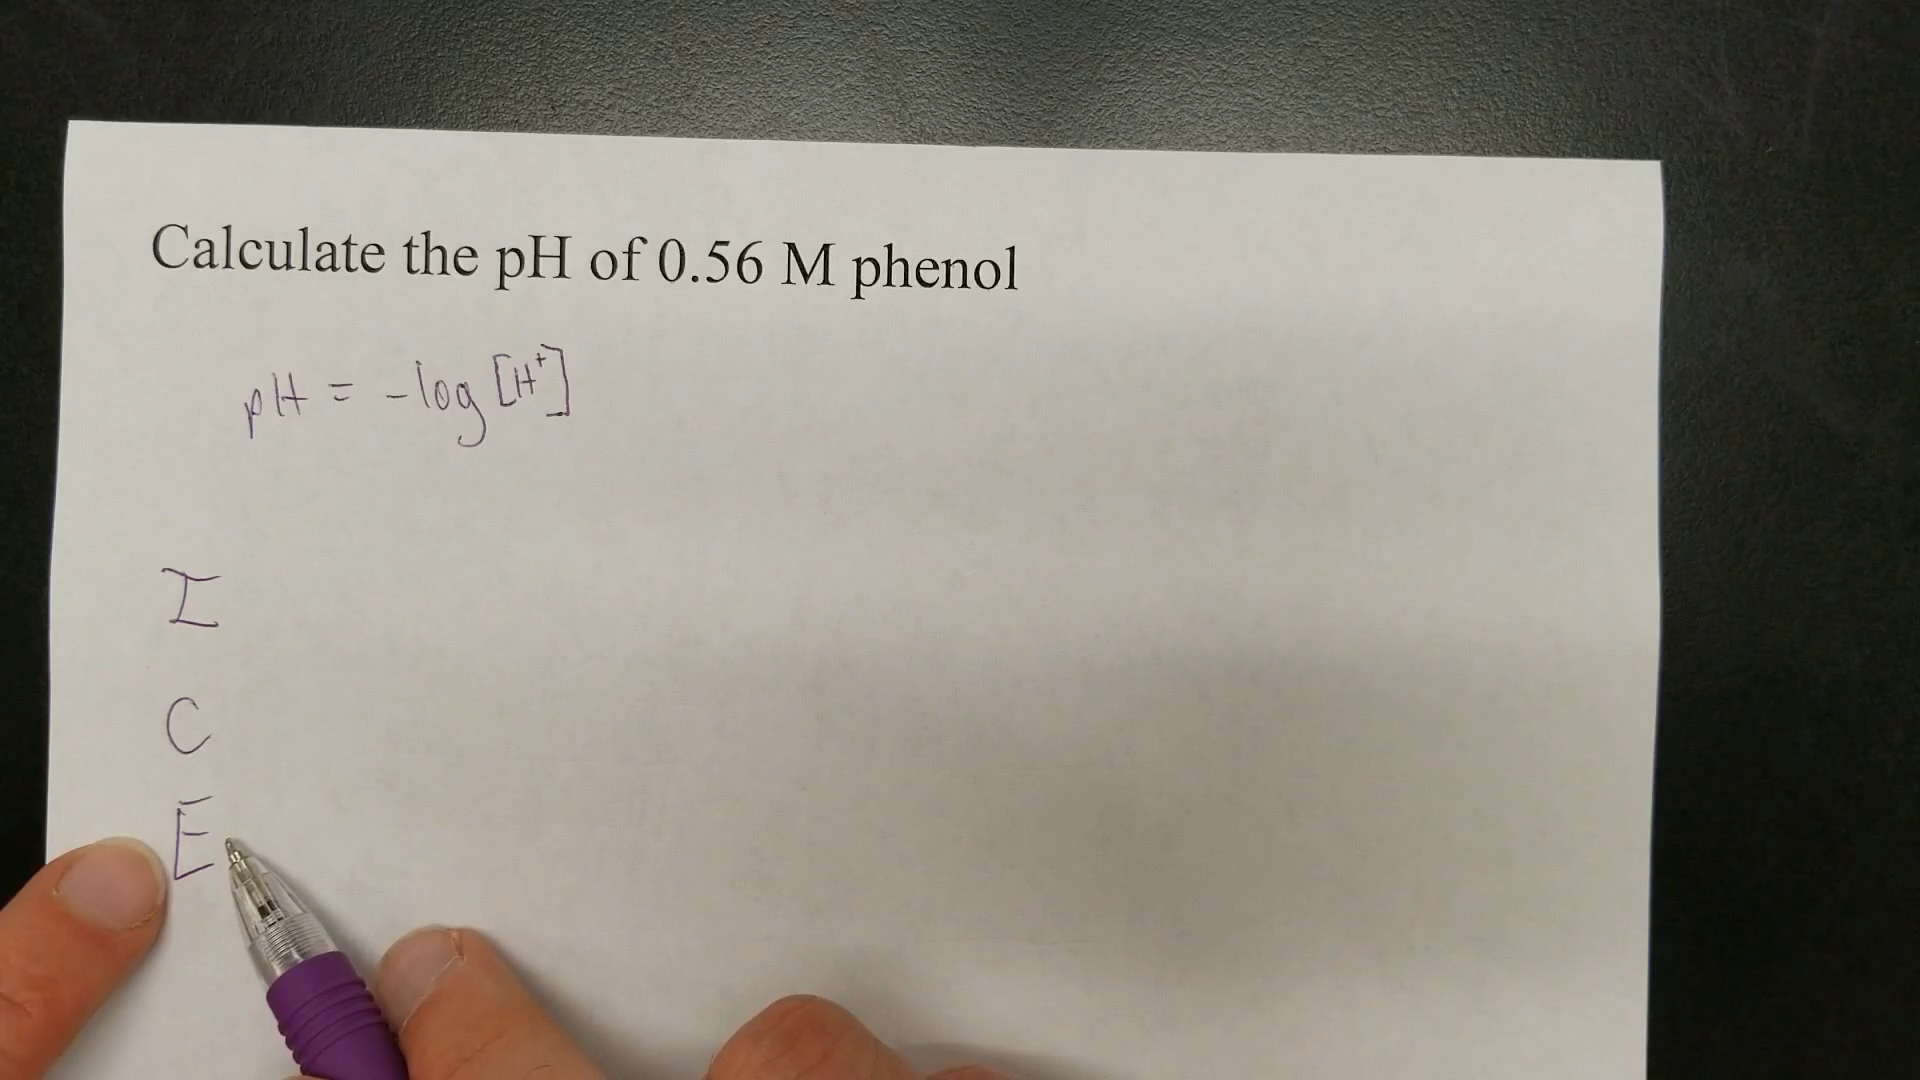 Calculate the pH of 0.56 M phenol
pH = -log [H⁺]
I
C
E